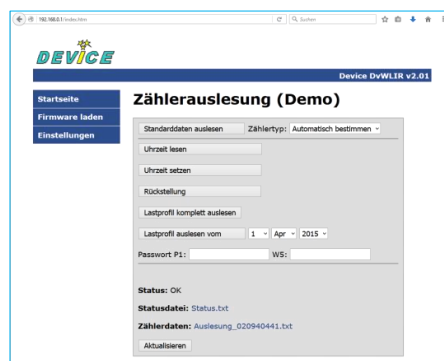 192.168.0.1/index.htm
Suchen
DEVICE
Device DvWLIR v2.01
Startseite
Firmware laden
Einstellungen
Zählerauslesung (Demo)
Standarddaten auslesen Zählertyp: Automatisch bestimmen
Uhrzeit lesen
Uhrzeit setzen
Rückstellung
Lastprofil komplett auslesen
Lastprofil auslesen vom 1 Apr 2015
Passwort P1: W5:
Status: OK
Statusdatei: Status.txt
Zählerdaten: Auslesung_020940441.txt
Aktualisieren